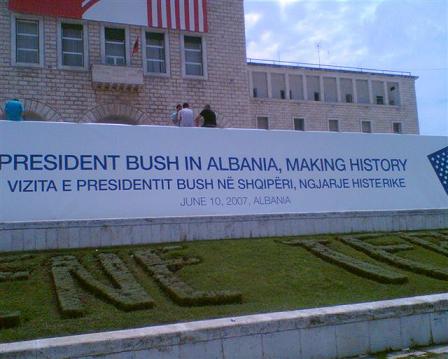 PRESIDENT BUSH IN ALBANIA, MAKING HISTORY
VIZITA E PRESIDENTIT BUSH NË SHQIPËRI, NGJARJE HISTERIKE
JUNE 10, 2007, ALBANIA